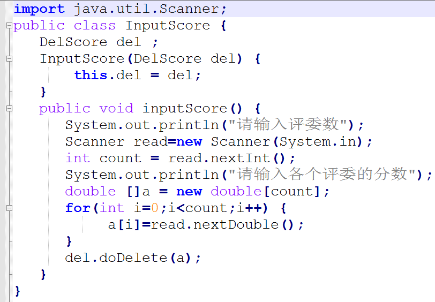 import java.util.Scanner;
public class InputScore {
DelScore del ;
InputScore(DelScore del) {
this.del = del;
}
public void inputScore() {
System.out.println("请输入评委数");
Scanner read=new Scanner(System.in);
int count = read.nextInt();
System.out.println("请输入各个评委的分数");
double []a = new double[count];
for(int i=0;i<count;i++) {
a[i]=read.nextDouble();
}
del.doDelete(a);
}
}